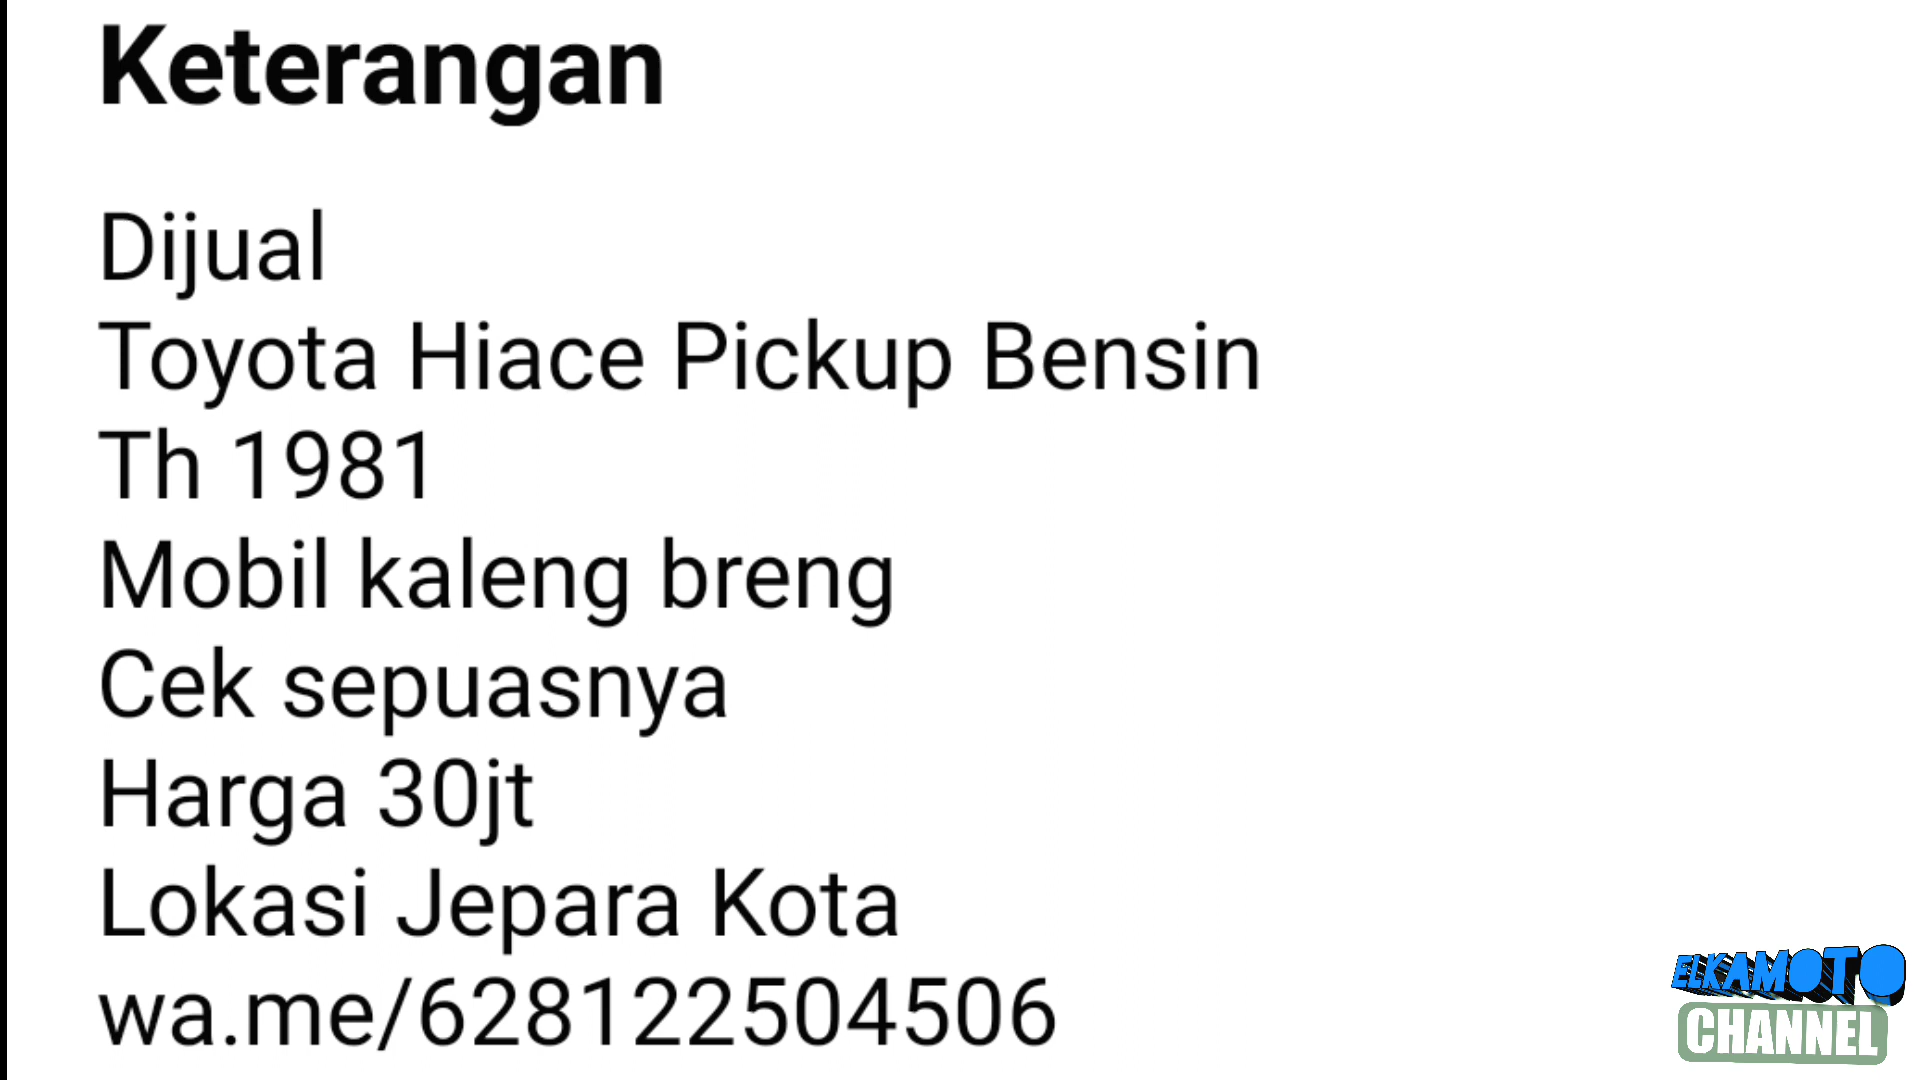 Keterangan
Dijual
Toyota Hiace Pickup Bensin
Th 1981
Mobil kaleng breng
Cek sepuasnya
Harga 30jt
Lokasi Jepara Kota
wa.me/628122504506
ELKAMOTO
CHANNEL